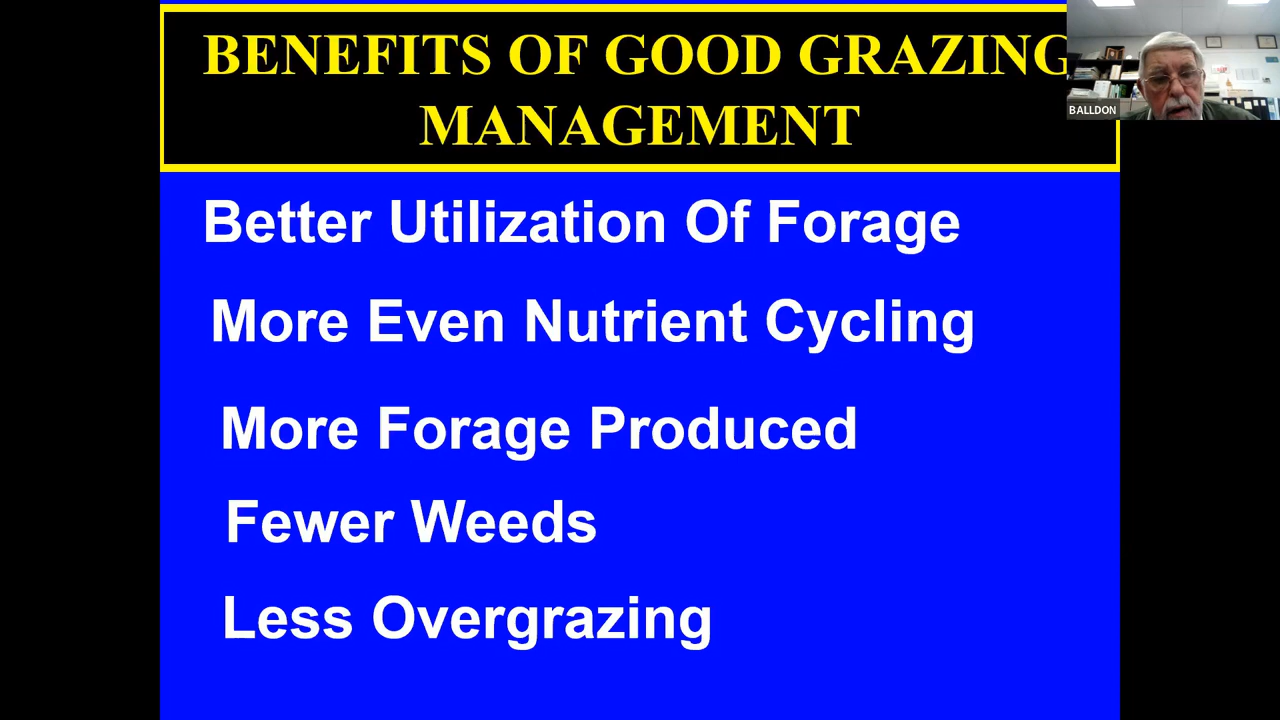 BENEFITS OF GOOD GRAZING
MANAGEMENT
BALLDON
Better Utilization Of Forage
More Even Nutrient Cycling
More Forage Produced
Fewer Weeds
Less Overgrazing